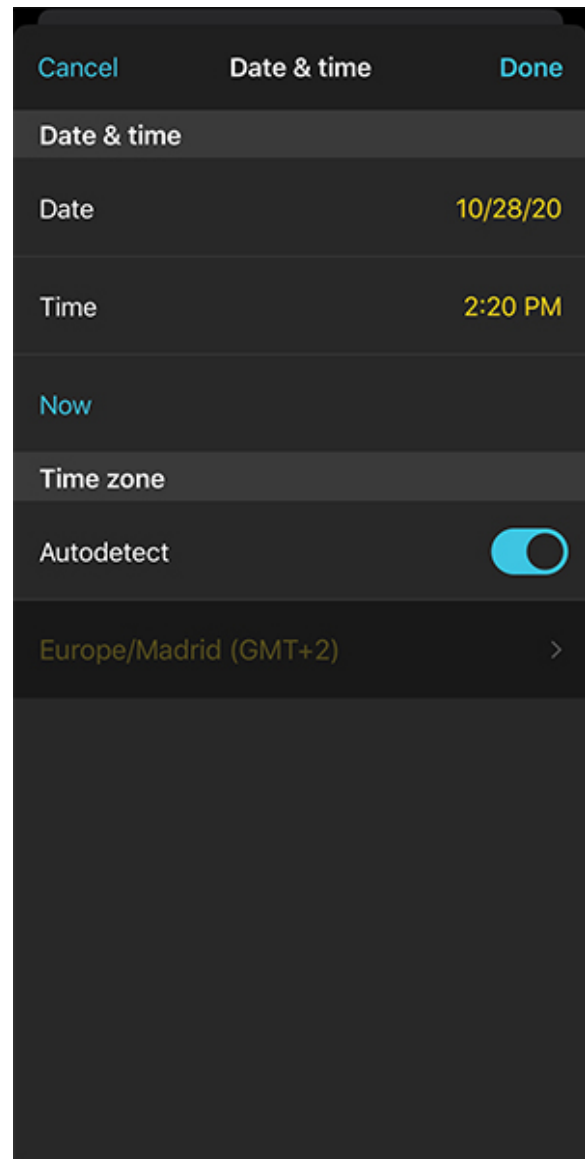 Cancel Date & time Done
Date & time
Date 10/28/20
Time 2:20 PM
Now
Time zone
Autodetect
Europe/Madrid (GMT+2)